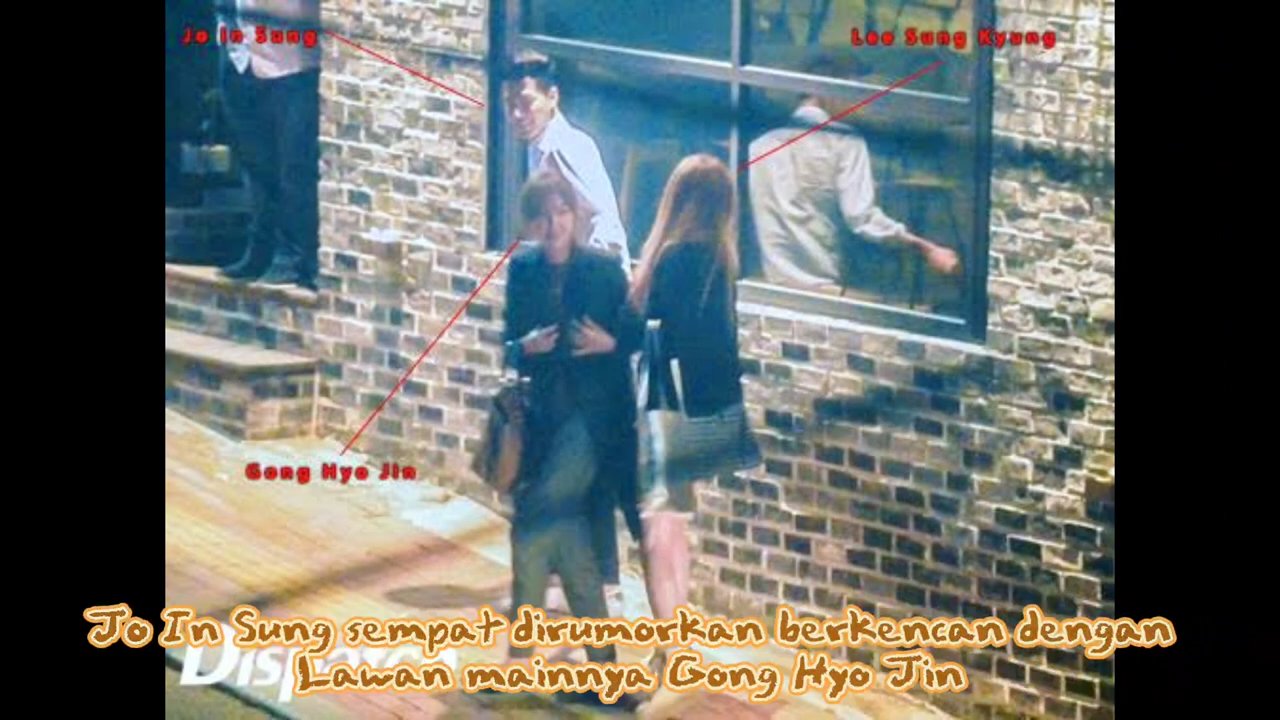 Jo In Sung
Lee Sung Kyung
Gong Hyo Jin
Jo In Sung sempat dirumorkan berkencan dengan
Lawan mainnya Gong Hyo Jin